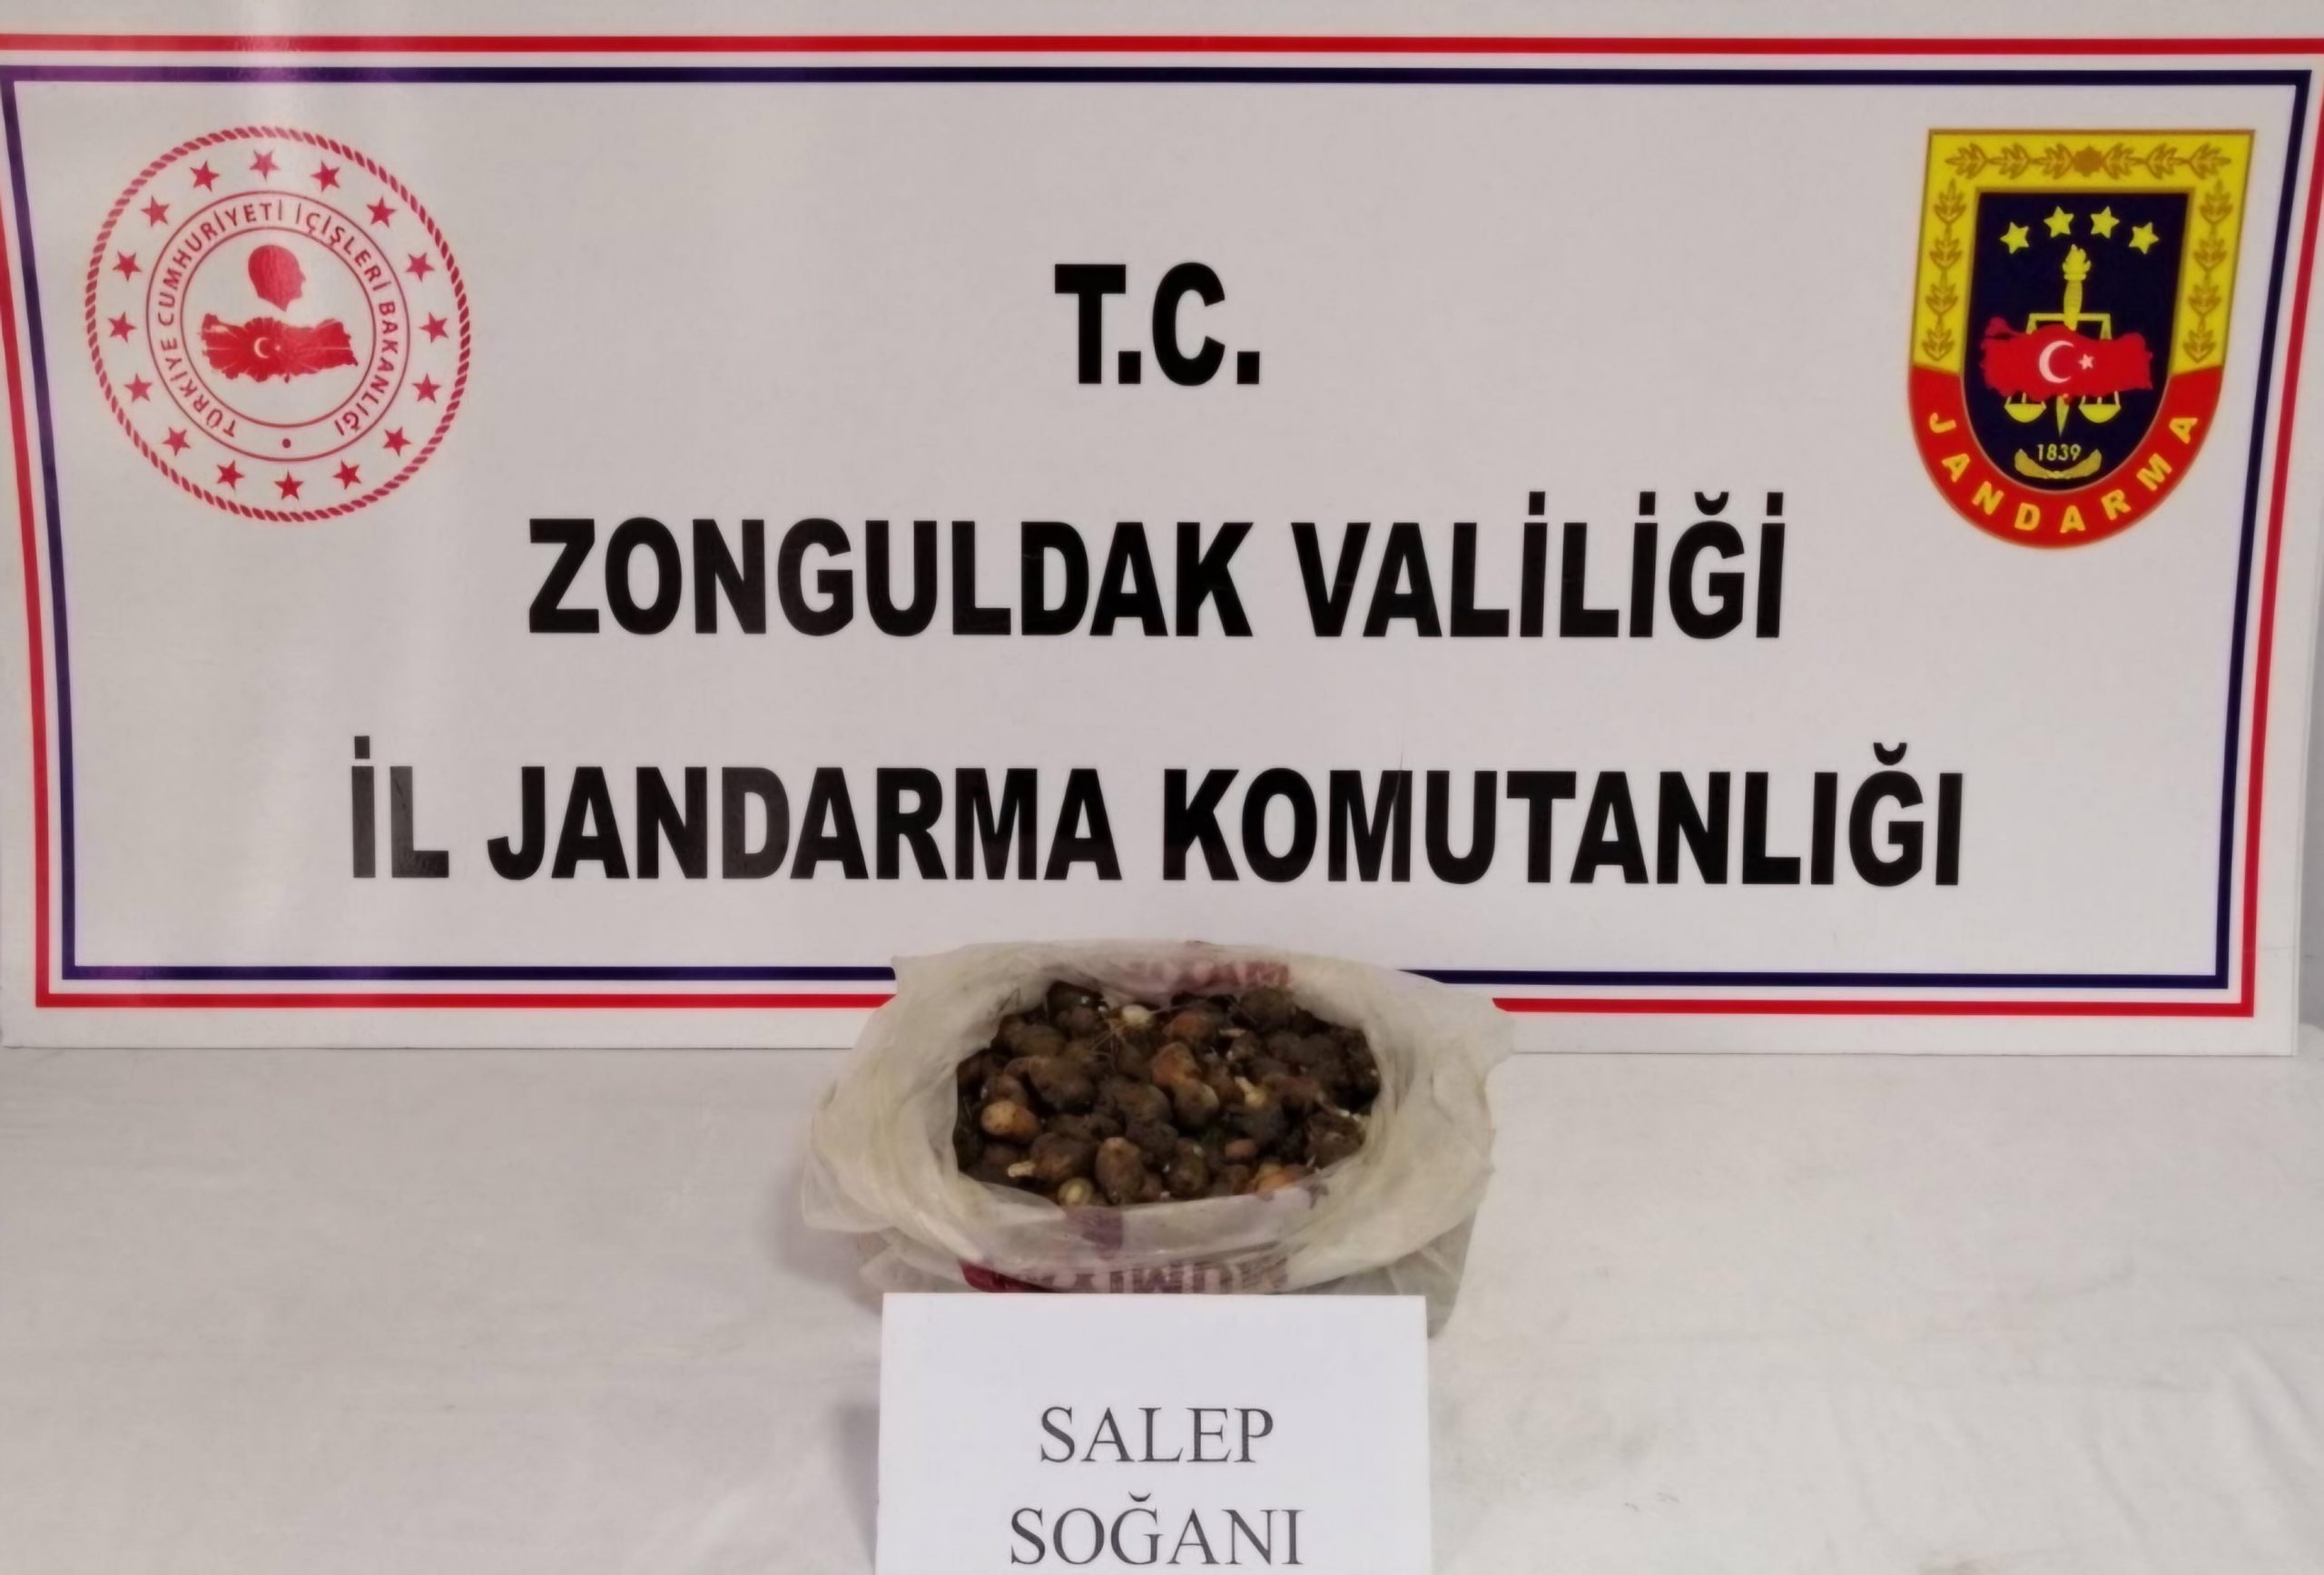 TÜRKİYE CUMHURİYETİ İÇİŞLERİ BAKANLIĞI
T.C.
1839
JANDARMA
ZONGULDAK VALİLİĞİ
İL JANDARMA KOMUTANLIĞI
SALEP
SOĞANI